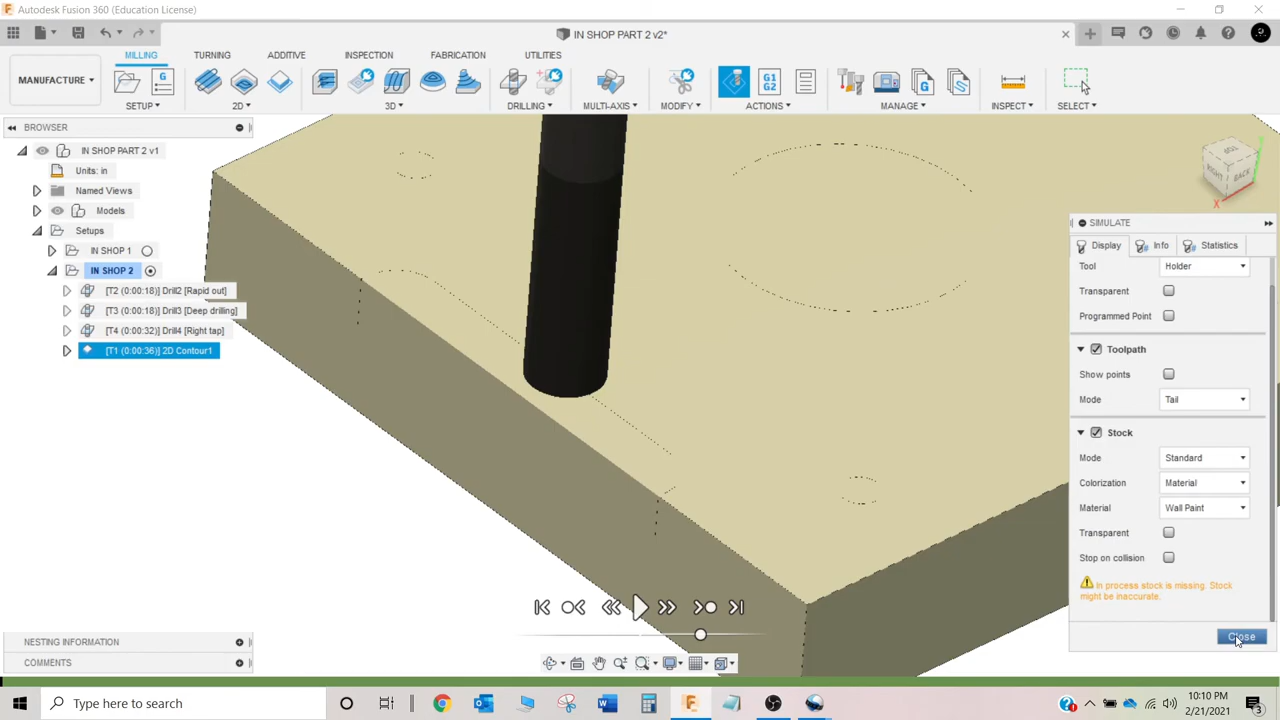 Autodesk Fusion 360 (Education License)
IN SHOP PART 2 v2*
MILLING TURNING ADDITIVE INSPECTION FABRICATION UTILITIES
MANUFACTURE
G
G1
G2
G
SETUP 2D 3D DRILLING MULTI-AXIS MODIFY ACTIONS MANAGE INSPECT SELECT
BROWSER
IN SHOP PART 2 v1
Units: in
Named Views
Models
Setups
IN SHOP 1
IN SHOP 2
[T2 (0:00:18)] Drill2 [Rapid out]
[T3 (0:00:18)] Drill3 [Deep drilling]
[T4 (0:00:32)] Drill4 [Right tap]
[T1 (0:00:36)] 2D Contour1
RIGHT BACK
X
SIMULATE
Display Info Statistics
Tool Holder
Transparent
Programmed Point
Toolpath
Show points
Mode Tail
Stock
Mode Standard
Colorization Material
Material Wall Paint
Transparent
Stop on collision
In process stock is missing. Stock
might be inaccurate.
Close
NESTING INFORMATION
COMMENTS
Type here to search
10:10 PM
2/21/2021
3